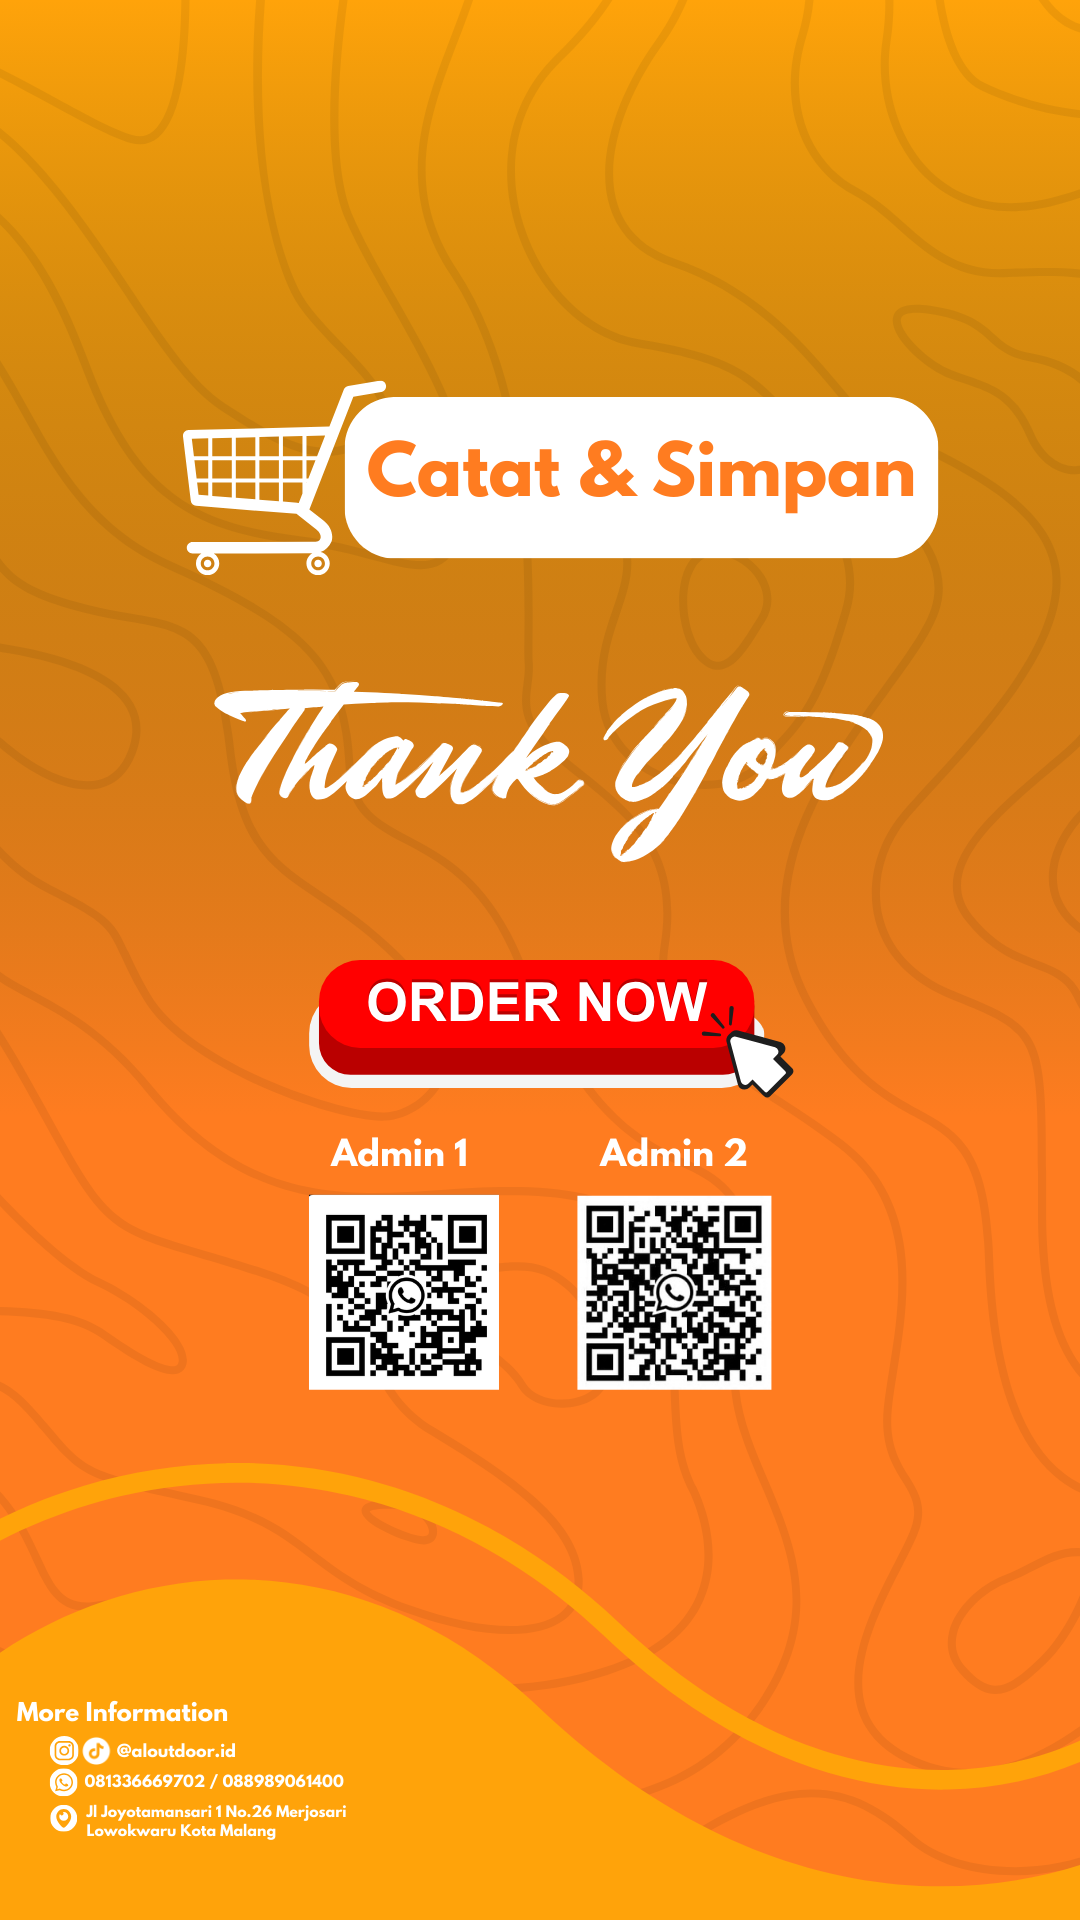 Catat & Simpan
Thank You
ORDER NOW
Admin 1
Admin 2
More Information
@aloutdoor.id
081336669702 / 088989061400
Jl Joyotamansari 1 No.26 Merjosari
Lowokwaru Kota Malang